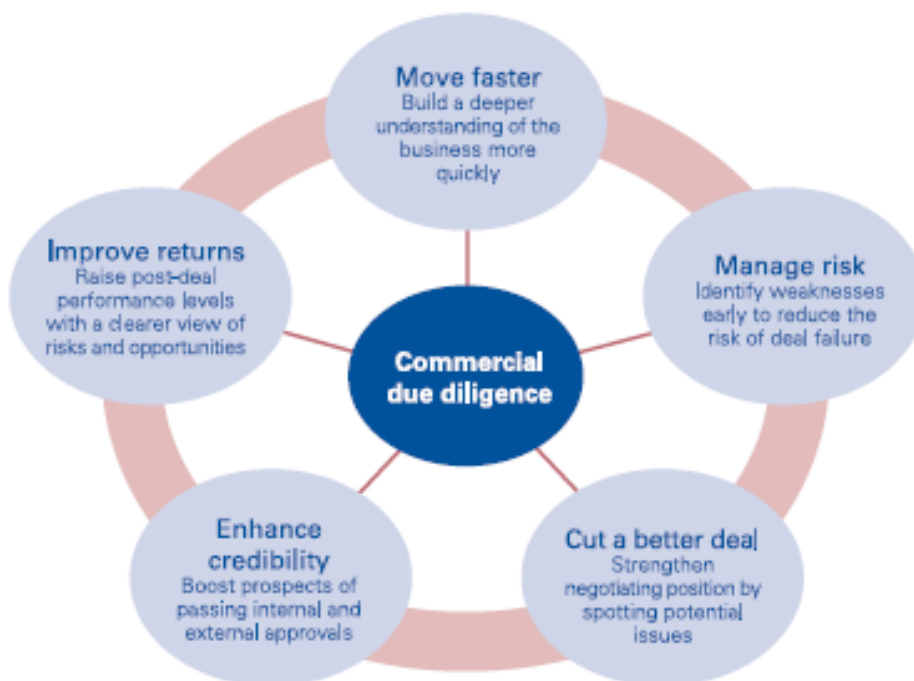 Move faster
Build a deeper
understanding of the
business more
quickly
Improve returns
Raise post-deal
performance levels
with a clearer view of
risks and opportunities
Manage risk
Identify weaknesses
early to reduce the
risk of deal failure
Commercial
due diligence
Enhance
credibility
Boost prospects of
passing internal and
external approvals
Cut a better deal
Strengthen
negotiating position by
spotting potential
issues